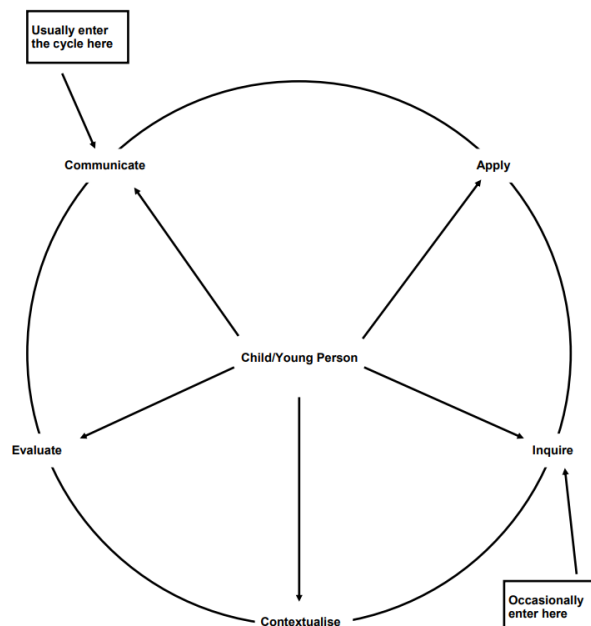 Usually enter
the cycle here
Communicate
Apply
Child/Young Person
Evaluate
Inquire
Occasionally
enter here
Contextualise